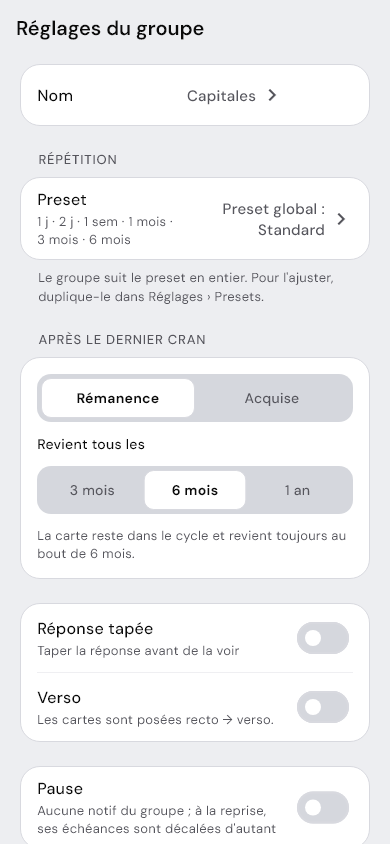 Réglages du groupe
Nom
Capitales
RÉPÉTITION
Preset
1 j · 2 j · 1 sem · 1 mois ·
3 mois · 6 mois
Preset global :
Standard
Le groupe suit le preset en entier. Pour l'ajuster,
duplique-le dans Réglages › Presets.
APRÈS LE DERNIER CRAN
Rémanence
Acquise
Revient tous les
3 mois
6 mois
1 an
La carte reste dans le cycle et revient toujours au
bout de 6 mois.
Réponse tapée
Taper la réponse avant de la voir
Verso
Les cartes sont posées recto → verso.
Pause
Aucune notif du groupe ; à la reprise,
ses échéances sont décalées d'autant